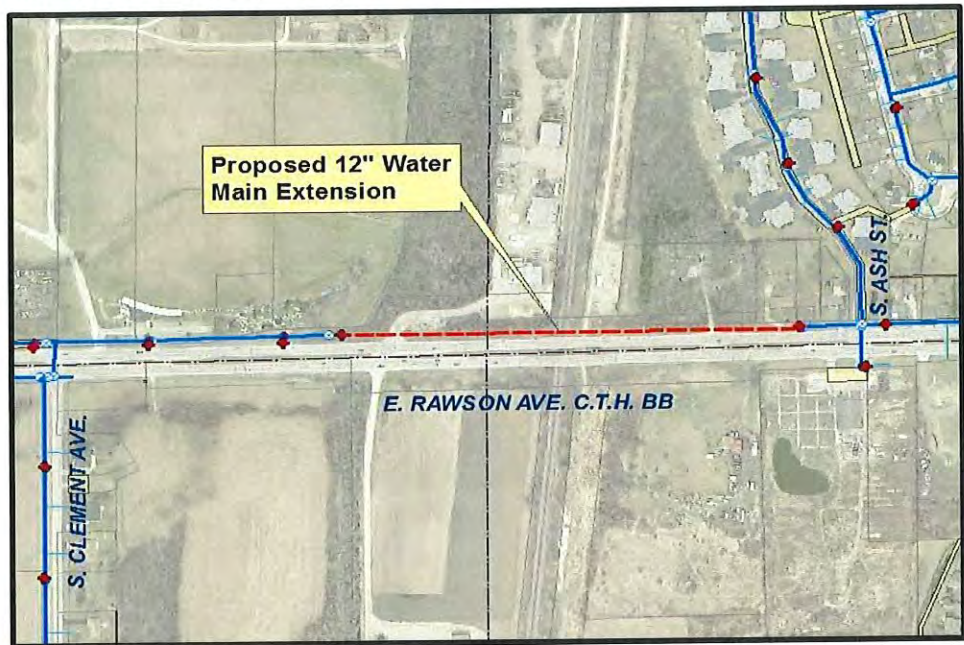 Proposed 12" Water
Main Extension
S. ASH ST.
E. RAWSON AVE. C.T.H. BB
S. CLEMENT AVE.